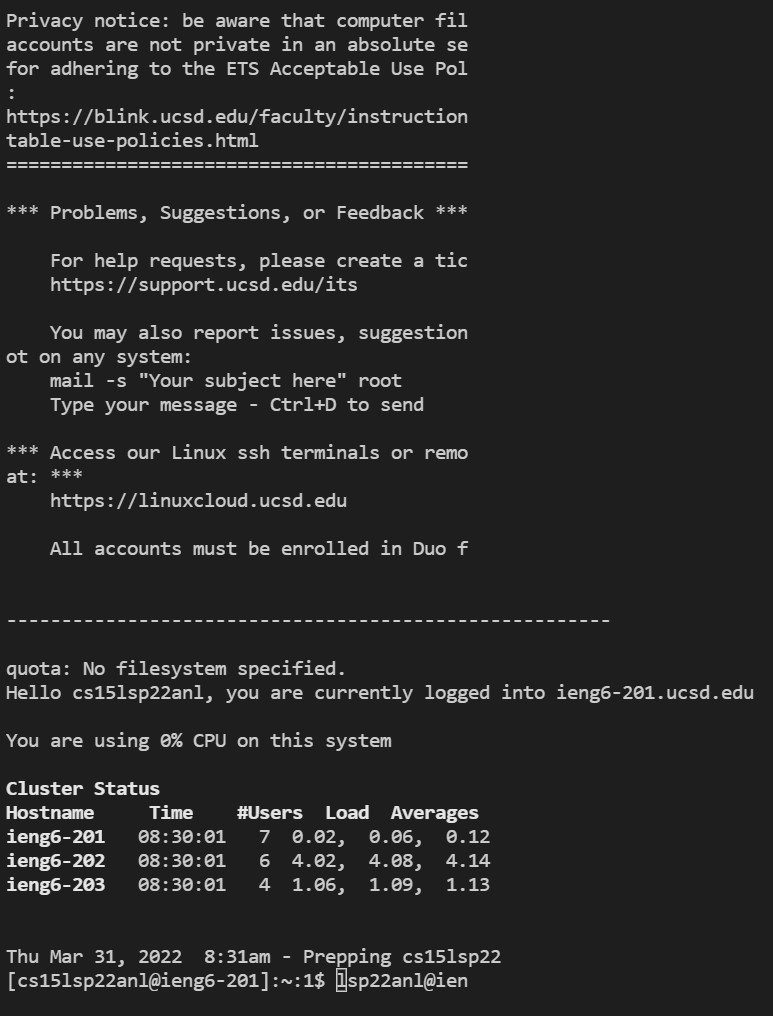 Privacy notice: be aware that computer fil
accounts are not private in an absolute se
for adhering to the ETS Acceptable Use Pol
:
https://blink.ucsd.edu/faculty/instruction
table-use-policies.html
==========================================
*** Problems, Suggestions, or Feedback ***
    For help requests, please create a tic
    https://support.ucsd.edu/its
    You may also report issues, suggestion
ot on any system:
    mail -s "Your subject here" root
    Type your message - Ctrl+D to send
*** Access our Linux ssh terminals or remo
at: ***
    https://linuxcloud.ucsd.edu
    All accounts must be enrolled in Duo f
-------------------------------------------------------
quota: No filesystem specified.
Hello cs15lsp22anl, you are currently logged into ieng6-201.ucsd.edu
You are using 0% CPU on this system
Cluster Status
Hostname     Time    #Users  Load  Averages
ieng6-201   08:30:01   7  0.02,  0.06,  0.12
ieng6-202   08:30:01   6  4.02,  4.08,  4.14
ieng6-203   08:30:01   4  1.06,  1.09,  1.13
Thu Mar 31, 2022  8:31am - Prepping cs15lsp22
[cs15lsp22anl@ieng6-201]:~:1$ lsp22anl@ien